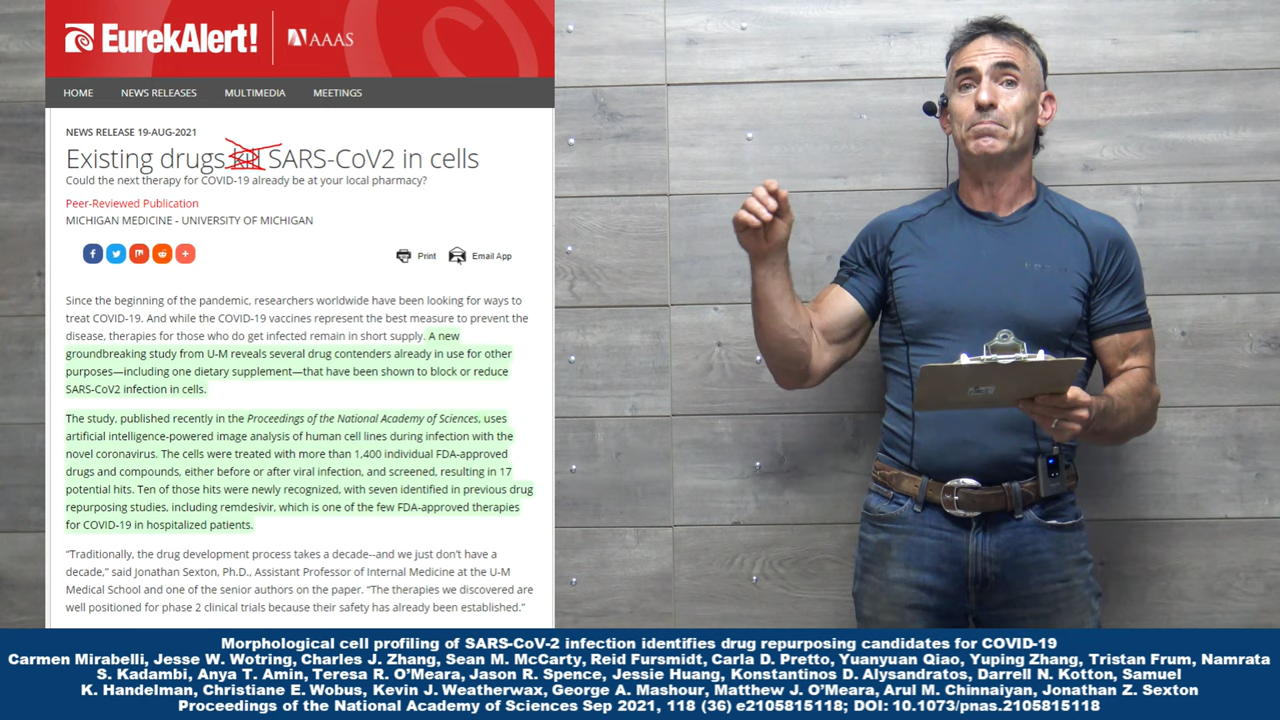 EurekAlert! AAAS
HOME NEWS RELEASES MULTIMEDIA MEETINGS
NEWS RELEASE 19-AUG-2021
Existing drugs kill SARS-CoV2 in cells
Could the next therapy for COVID-19 already be at your local pharmacy?
Peer-Reviewed Publication
MICHIGAN MEDICINE - UNIVERSITY OF MICHIGAN
Print Email App
Since the beginning of the pandemic, researchers worldwide have been looking for ways to
treat COVID-19. And while the COVID-19 vaccines represent the best measure to prevent the
disease, therapies for those who do get infected remain in short supply. A new
groundbreaking study from U-M reveals several drug contenders already in use for other
purposes—including one dietary supplement—that have been shown to block or reduce
SARS-CoV2 infection in cells.
The study, published recently in the Proceedings of the National Academy of Sciences, uses
artificial intelligence-powered image analysis of human cell lines during infection with the
novel coronavirus. The cells were treated with more than 1,400 individual FDA-approved
drugs and compounds, either before or after viral infection, and screened, resulting in 17
potential hits. Ten of those hits were newly recognized, with seven identified in previous drug
repurposing studies, including remdesivir, which is one of the few FDA-approved therapies
for COVID-19 in hospitalized patients.
“Traditionally, the drug development process takes a decade--and we just don’t have a
decade,” said Jonathan Sexton, Ph.D., Assistant Professor of Internal Medicine at the U-M
Medical School and one of the senior authors on the paper. “The therapies we discovered are
well positioned for phase 2 clinical trials because their safety has already been established.”
Morphological cell profiling of SARS-CoV-2 infection identifies drug repurposing candidates for COVID-19
Carmen Mirabelli, Jesse W. Wotring, Charles J. Zhang, Sean M. McCarty, Reid Fursmidt, Carla D. Pretto, Yuanyuan Qiao, Yuping Zhang, Tristan Frum, Namrata
S. Kadambi, Anya T. Amin, Teresa R. O’Meara, Jason R. Spence, Jessie Huang, Konstantinos D. Alysandratos, Darrell N. Kotton, Samuel
K. Handelman, Christiane E. Wobus, Kevin J. Weatherwax, George A. Mashour, Matthew J. O’Meara, Arul M. Chinnaiyan, Jonathan Z. Sexton
Proceedings of the National Academy of Sciences Sep 2021, 118 (36) e2105815118; DOI: 10.1073/pnas.2105815118